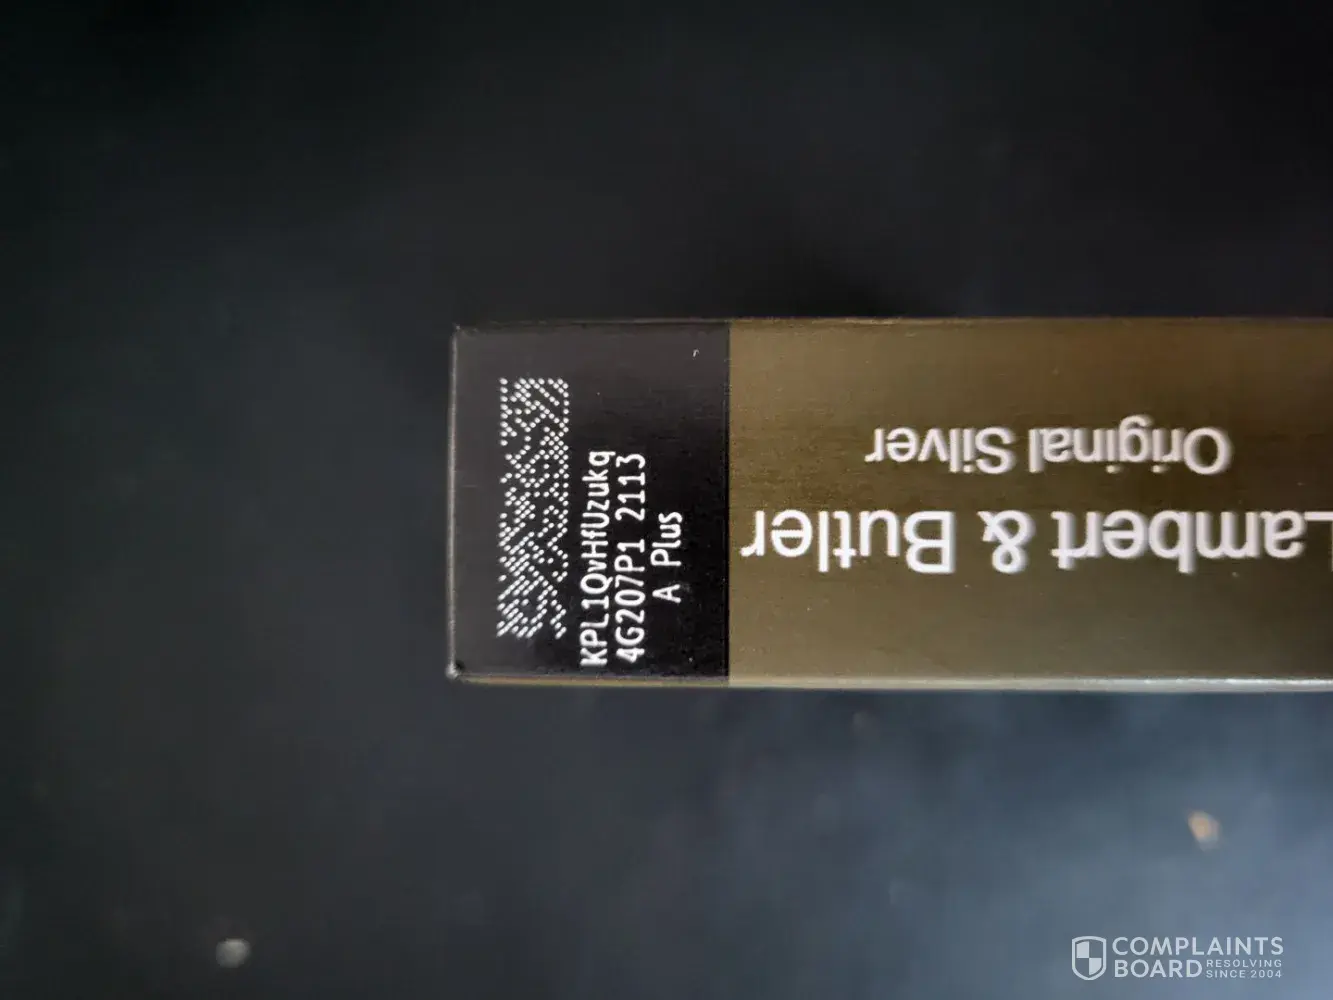 KPL1QvHfUzukq
4G207P1 2113
A Plus
Lambert & Butler
Original Silver
COMPLAINTS
BOARD RESOLVING
SINCE 2004